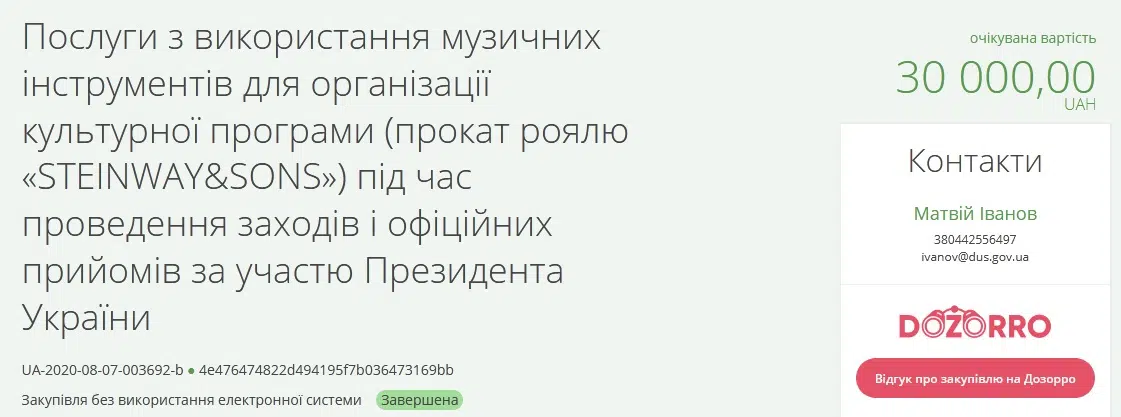 Послуги з використання музичних
інструментів для організації
культурної програми (прокат роялю
«STEINWAY&SONS») під час
проведення заходів і офіційних
прийомів за участю Президента
України
UA-2020-08-07-003692-b ● 4e476474822d494195f7b036473169bb
Закупівля без використання електронної системи Завершена
очікувана вартість
30 000,00
UAH
Контакти
Матвій Іванов
380442556497
ivanov@dus.gov.ua
DOZORRO
Відгук про закупівлю на Дозорро